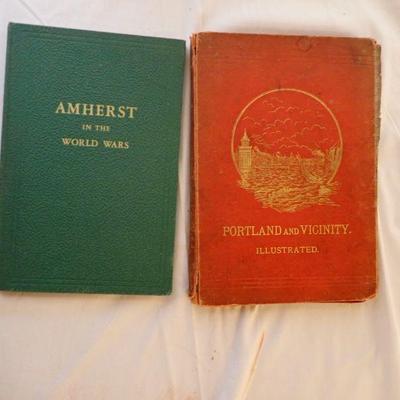 AMHERST
IN THE
WORLD WARS
PORTLAND AND VICINITY.
ILLUSTRATED.